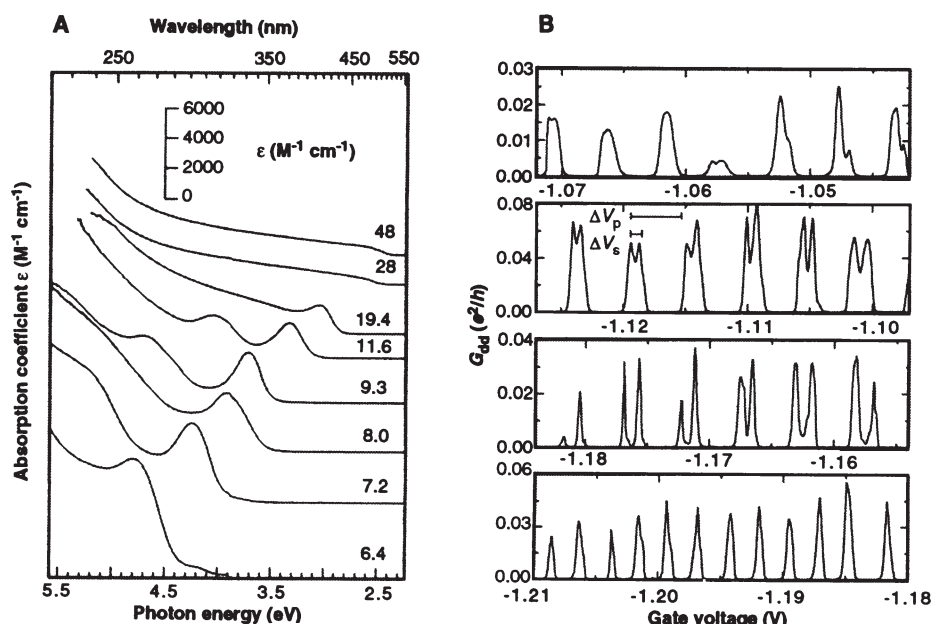 A
Wavelength (nm)
250 350 450 550
6000
4000
2000
0
ε (M-1 cm-1)
Absorption coefficient ε (M-1 cm-1)
48
28
19.4
11.6
9.3
8.0
7.2
6.4
5.5 4.5 3.5 2.5
Photon energy (eV)
B
0.03
0.02
0.01
0.00
-1.07 -1.06 -1.05
0.08
0.04
0.00
ΔVp
ΔVs
-1.12 -1.11 -1.10
Gdd (e2/h)
0.04
0.02
0.00
-1.18 -1.17 -1.16
0.06
0.03
0.00
-1.21 -1.20 -1.19 -1.18
Gate voltage (V)